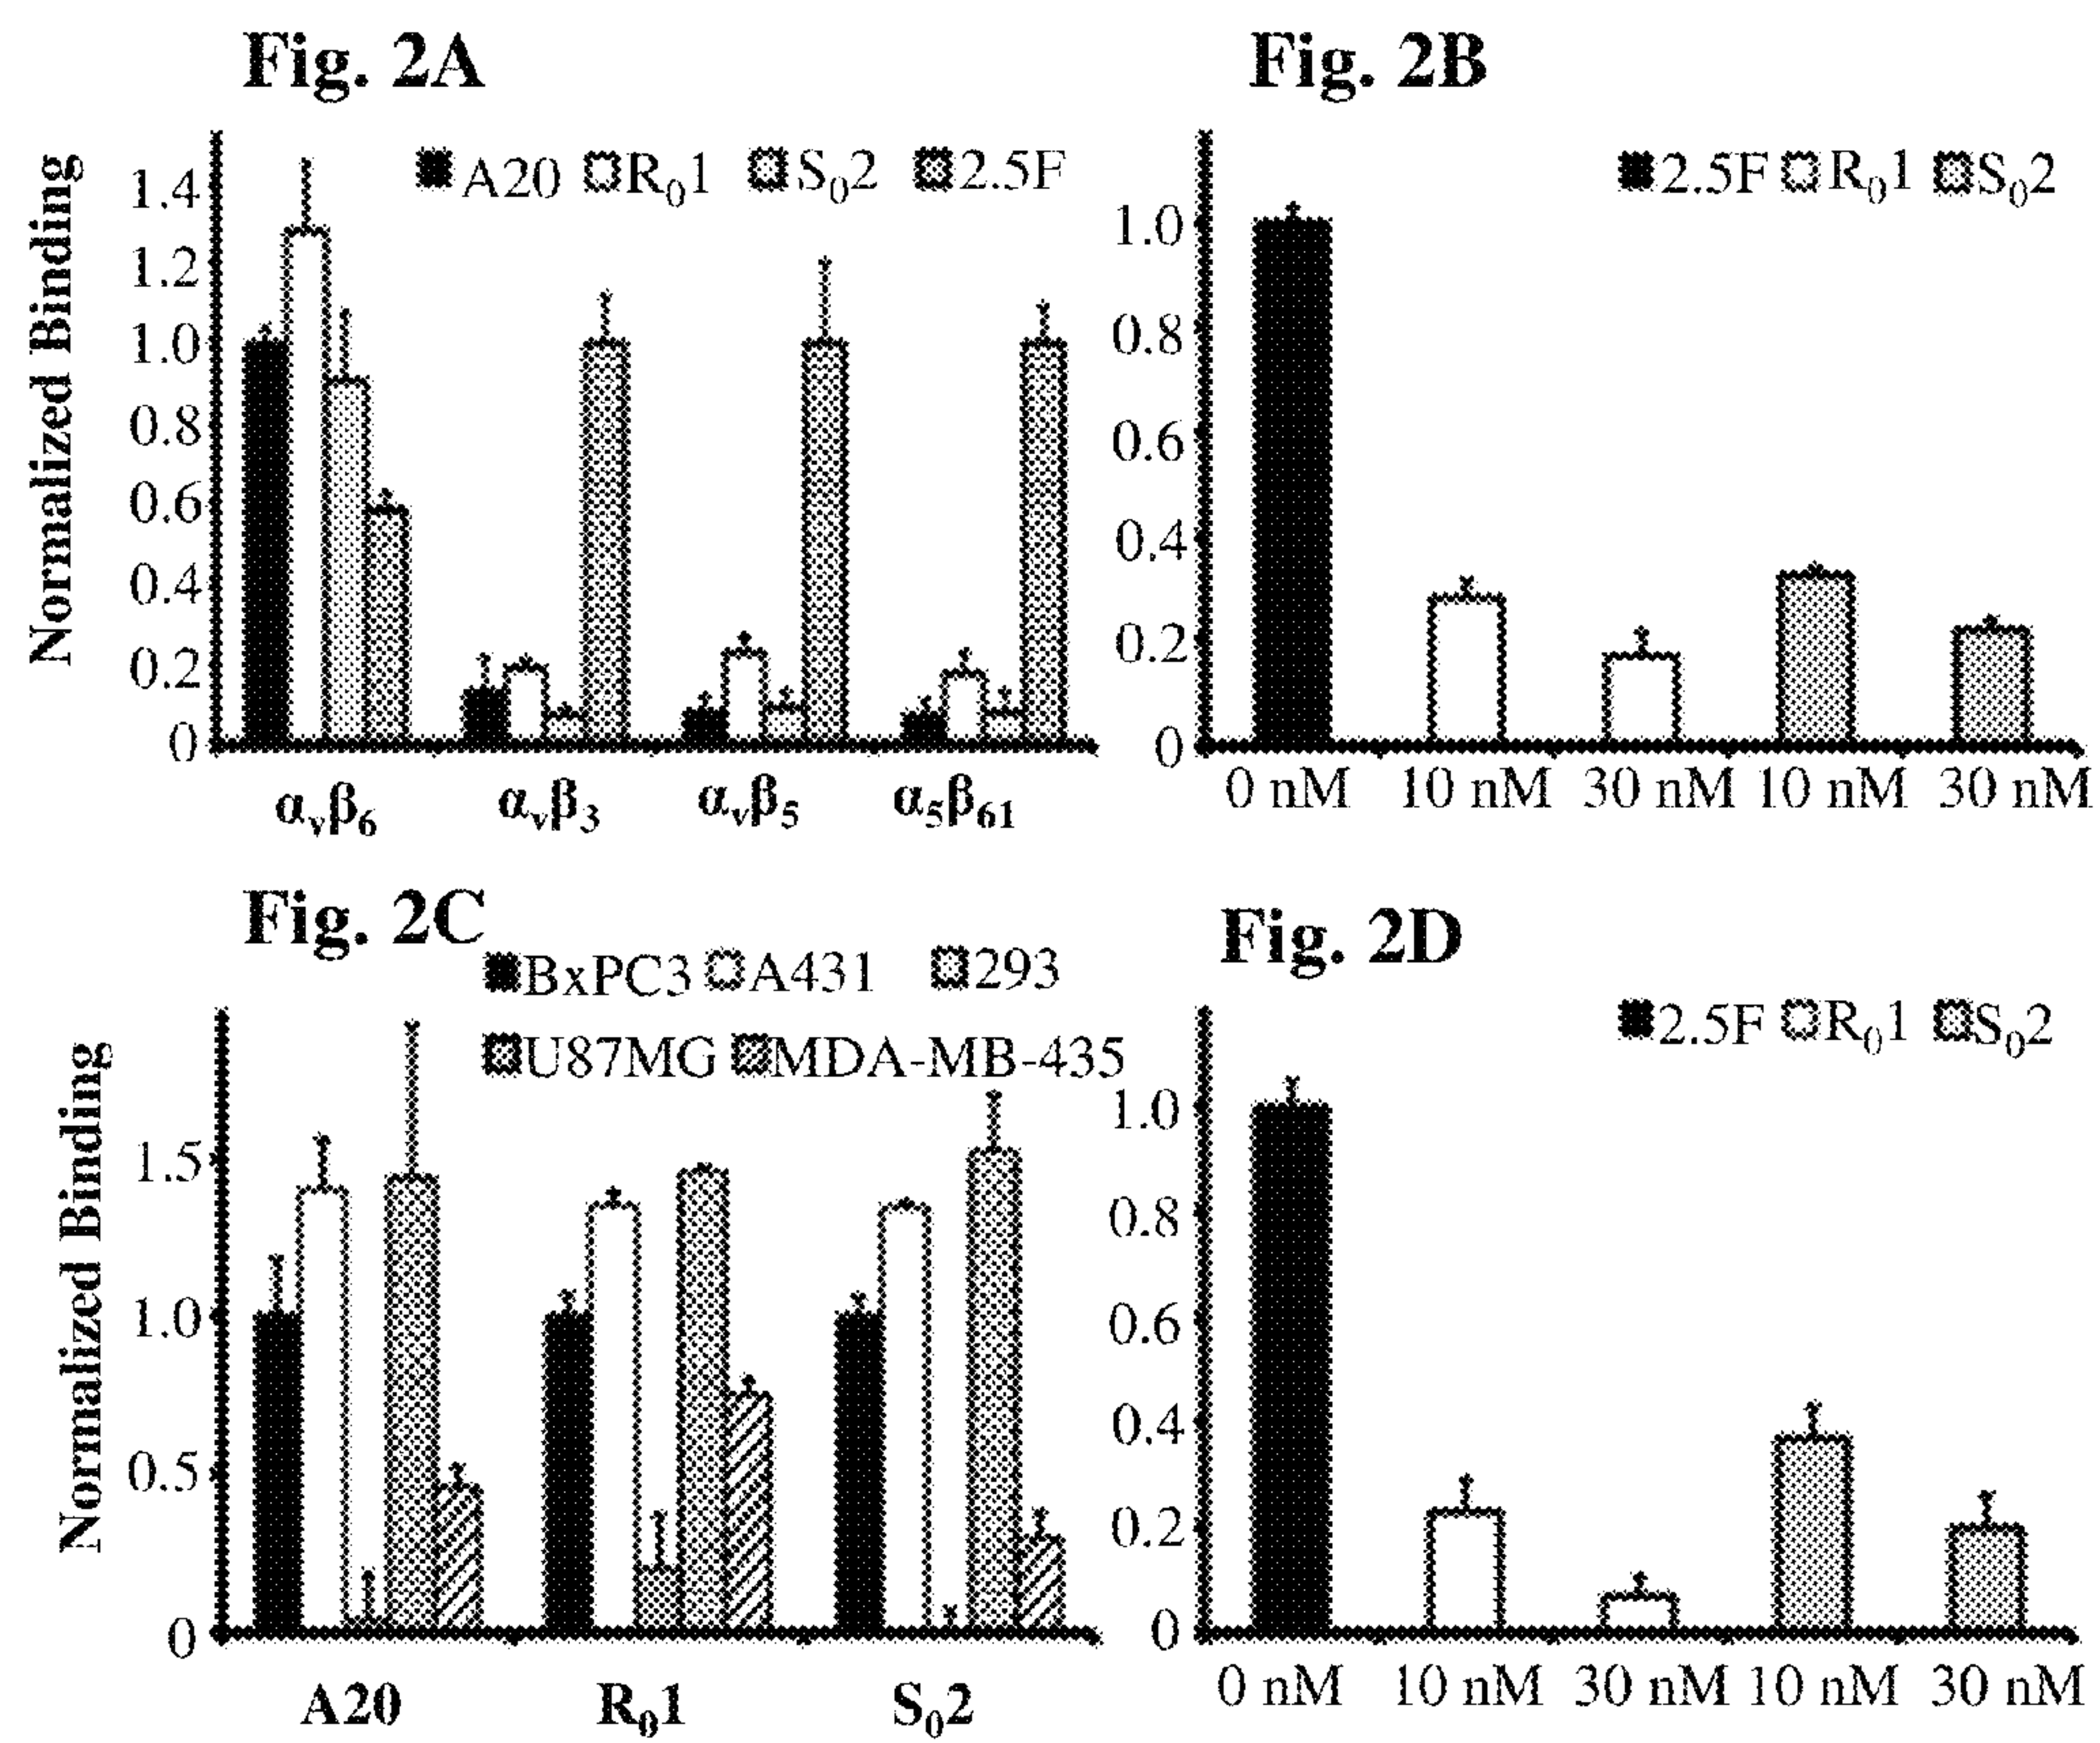 Fig. 2A
Normalized Binding
A20 R₀1 S₀2 2.5F
1.4
1.2
1.0
0.8
0.6
0.4
0.2
0
αᵥβ₆ αᵥβ₃ αᵥβ₅ α₅β₆₁
Fig. 2B
2.5F R₀1 S₀2
1.0
0.8
0.6
0.4
0.2
0
0 nM 10 nM 30 nM 10 nM 30 nM
Fig. 2C
Normalized Binding
BxPC3 A431 293
U87MG MDA-MB-435
1.5
1.0
0.5
0
A20 R₀1 S₀2
Fig. 2D
2.5F R₀1 S₀2
1.0
0.8
0.6
0.4
0.2
0
0 nM 10 nM 30 nM 10 nM 30 nM